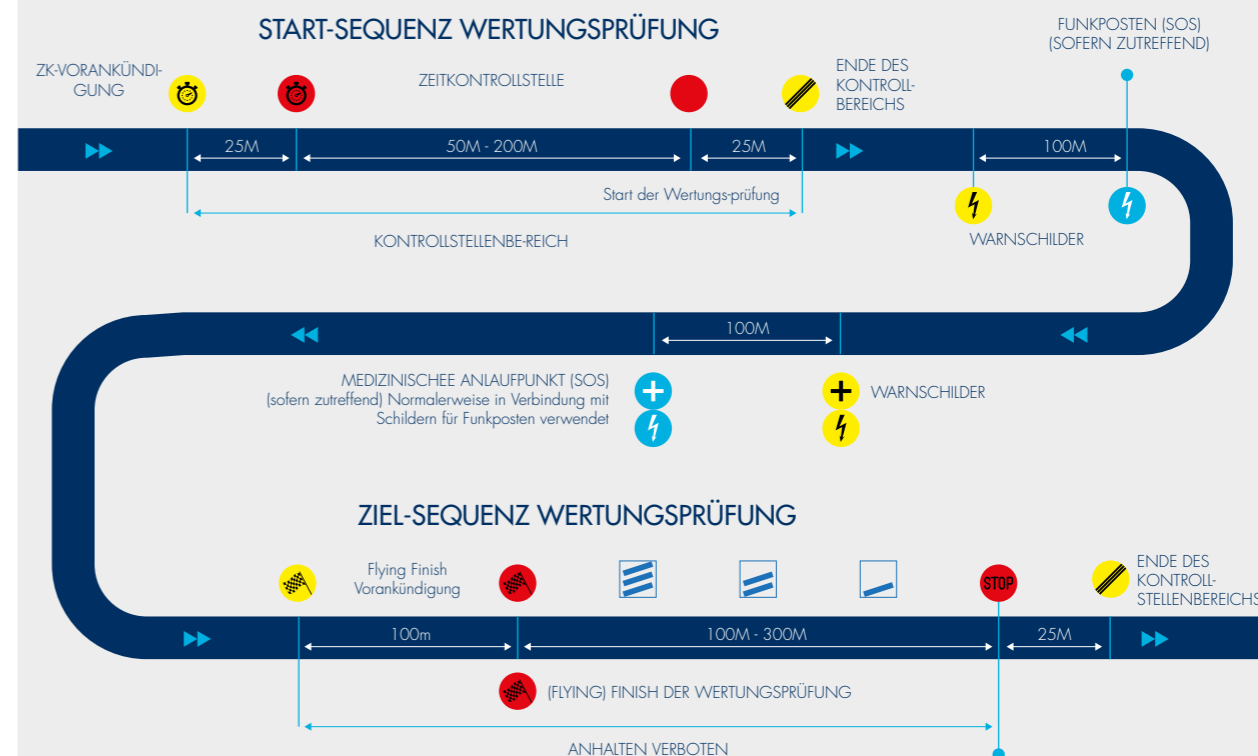 START-SEQUENZ WERTUNGSPRÜFUNG
FUNKPOSTEN (SOS)
(SOFERN ZUTREFFEND)
ZK-VORANKÜNDI-
GUNG
ZEITKONTROLLSTELLE
ENDE DES
KONTROLL-
BEREICHS
25M
50M - 200M
25M
100M
Start der Wertungs-prüfung
KONTROLLSTELLENBE-REICH
WARNSCHILDER
100M
MEDIZINISCHEE ANLAUFPUNKT (SOS)
(sofern zutreffend) Normalerweise in Verbindung mit
Schildern für Funkposten verwendet
WARNSCHILDER
ZIEL-SEQUENZ WERTUNGSPRÜFUNG
Flying Finish
Vorankündigung
STOP
ENDE DES
KONTROLL-
STELLENBEREICHS
100m
100M - 300M
25M
(FLYING) FINISH DER WERTUNGSPRÜFUNG
ANHALTEN VERBOTEN